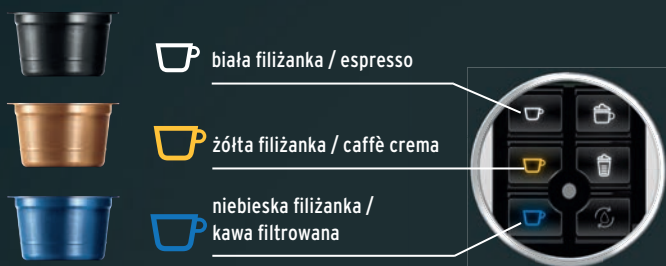 biała filiżanka / espresso
żółta filiżanka / caffè crema
niebieska filiżanka /
kawa filtrowana